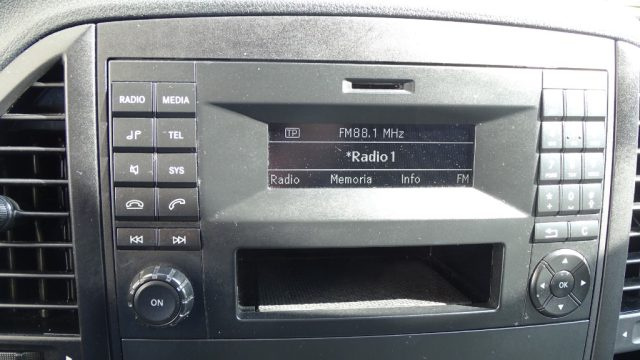 RADIO MEDIA
TEL
SYS
ON
TP FM88.1 MHz
*Radio1
Radio Memoria Info FM
C
OK